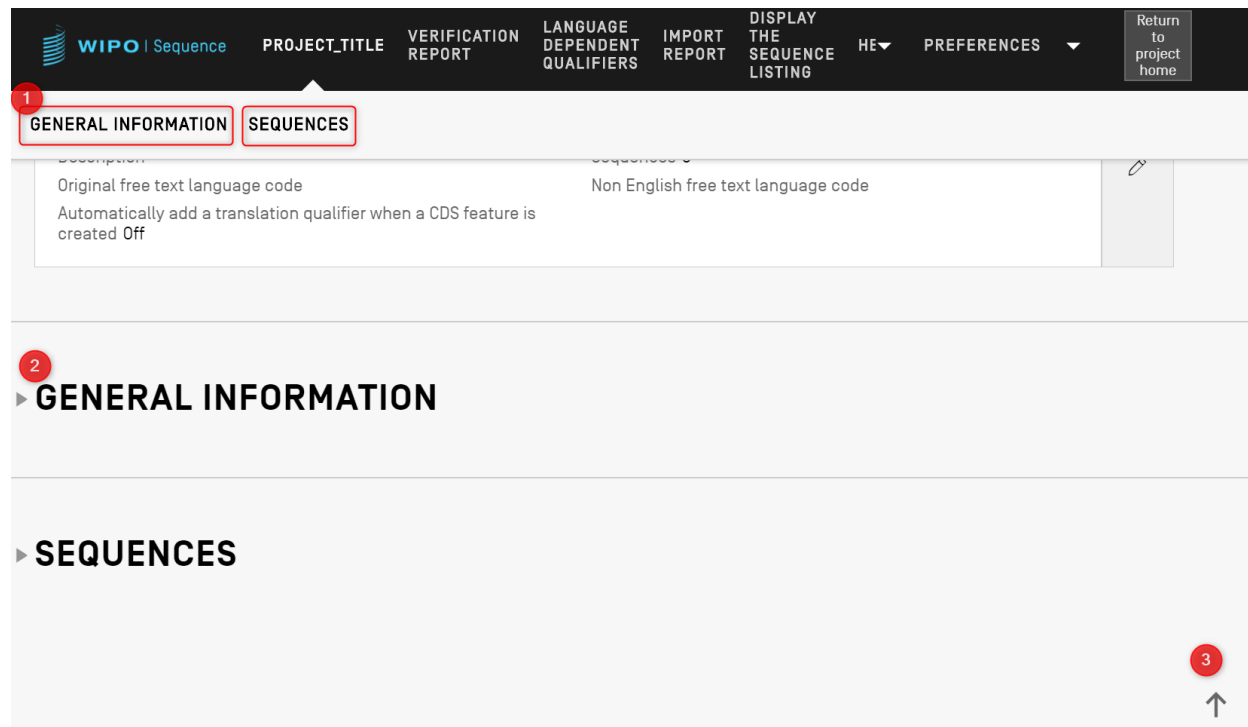 WIPO | Sequence
PROJECT_TITLE
VERIFICATION
REPORT
LANGUAGE
DEPENDENT
QUALIFIERS
IMPORT
REPORT
DISPLAY
THE
SEQUENCE
LISTING
HE
PREFERENCES
Return
to
project
home
1
GENERAL INFORMATION SEQUENCES
Description Sequences
Original free text language code Non English free text language code
Automatically add a translation qualifier when a CDS feature is
created Off
2
GENERAL INFORMATION
SEQUENCES
3